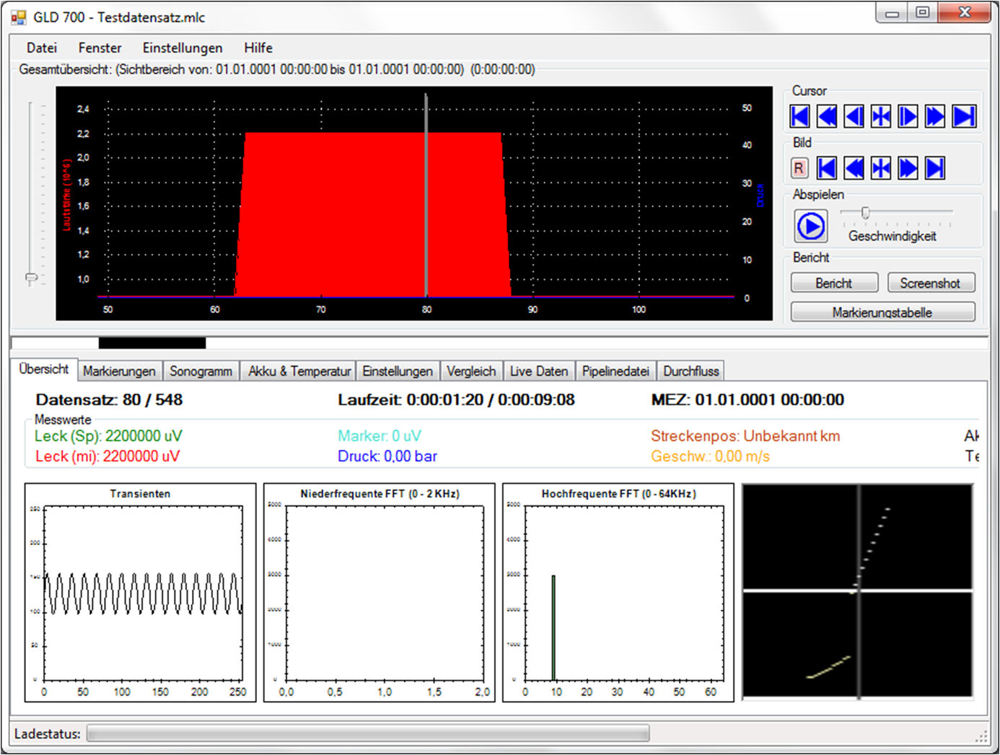 GLD 700 - Testdatensatz.mlc
Datei Fenster Einstellungen Hilfe
Gesamtübersicht: (Sichtbereich von: 01.01.0001 00:00:00 bis 01.01.0001 00:00:00) (0:00:00:00)
Lautstärke (10^6)
2,4
2,2
2,0
1,8
1,6
1,4
1,2
1,0
50 60 70 80 90 100
50
40
30
20
10
0
Druck
Cursor
Bild
R
Abspielen
Geschwindigkeit
Bericht
Bericht Screenshot
Markierungstabelle
Übersicht Markierungen Sonogramm Akku & Temperatur Einstellungen Vergleich Live Daten Pipelinedatei Durchfluss
Datensatz: 80 / 548 Laufzeit: 0:00:01:20 / 0:00:09:08 MEZ: 01.01.0001 00:00:00
Messwerte
Leck (Sp): 2200000 uV Marker: 0 uV Streckenpos: Unbekannt km
Leck (mi): 2200000 uV Druck: 0,00 bar Geschw.: 0,00 m/s
Transienten
250
200
150
100
50
0
0 50 100 150 200 250
Niederfrequente FFT (0 - 2 KHz)
5000
4000
3000
2000
1000
0
0,0 0,5 1,0 1,5 2,0
Hochfrequente FFT (0 - 64KHz)
5000
4000
3000
2000
1000
0
0 10 20 30 40 50 60
Ladestatus: